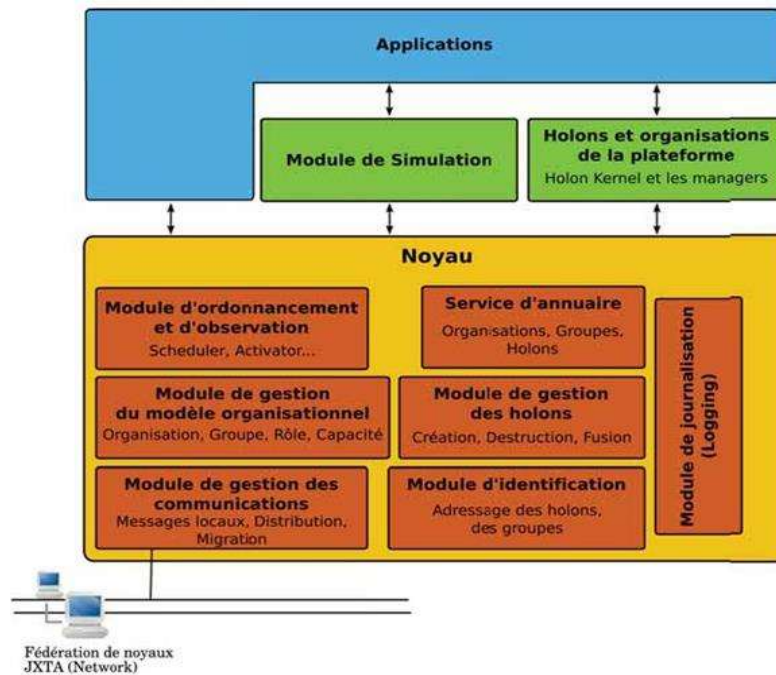 Applications
Module de Simulation
Holons et organisations
de la plateforme
Holon Kernel et les managers
Noyau
Module d'ordonnancement
et d'observation
Scheduler, Activator...
Service d'annuaire
Organisations, Groupes,
Holons
Module de gestion
du modèle organisationnel
Organisation, Groupe, Rôle, Capacité
Module de gestion
des holons
Création, Destruction, Fusion
Module de gestion des
communications
Messages locaux, Distribution,
Migration
Module d'identification
Adressage des holons,
des groupes
Module de journalisation
(Logging)
Fédération de noyaux
JXTA (Network)